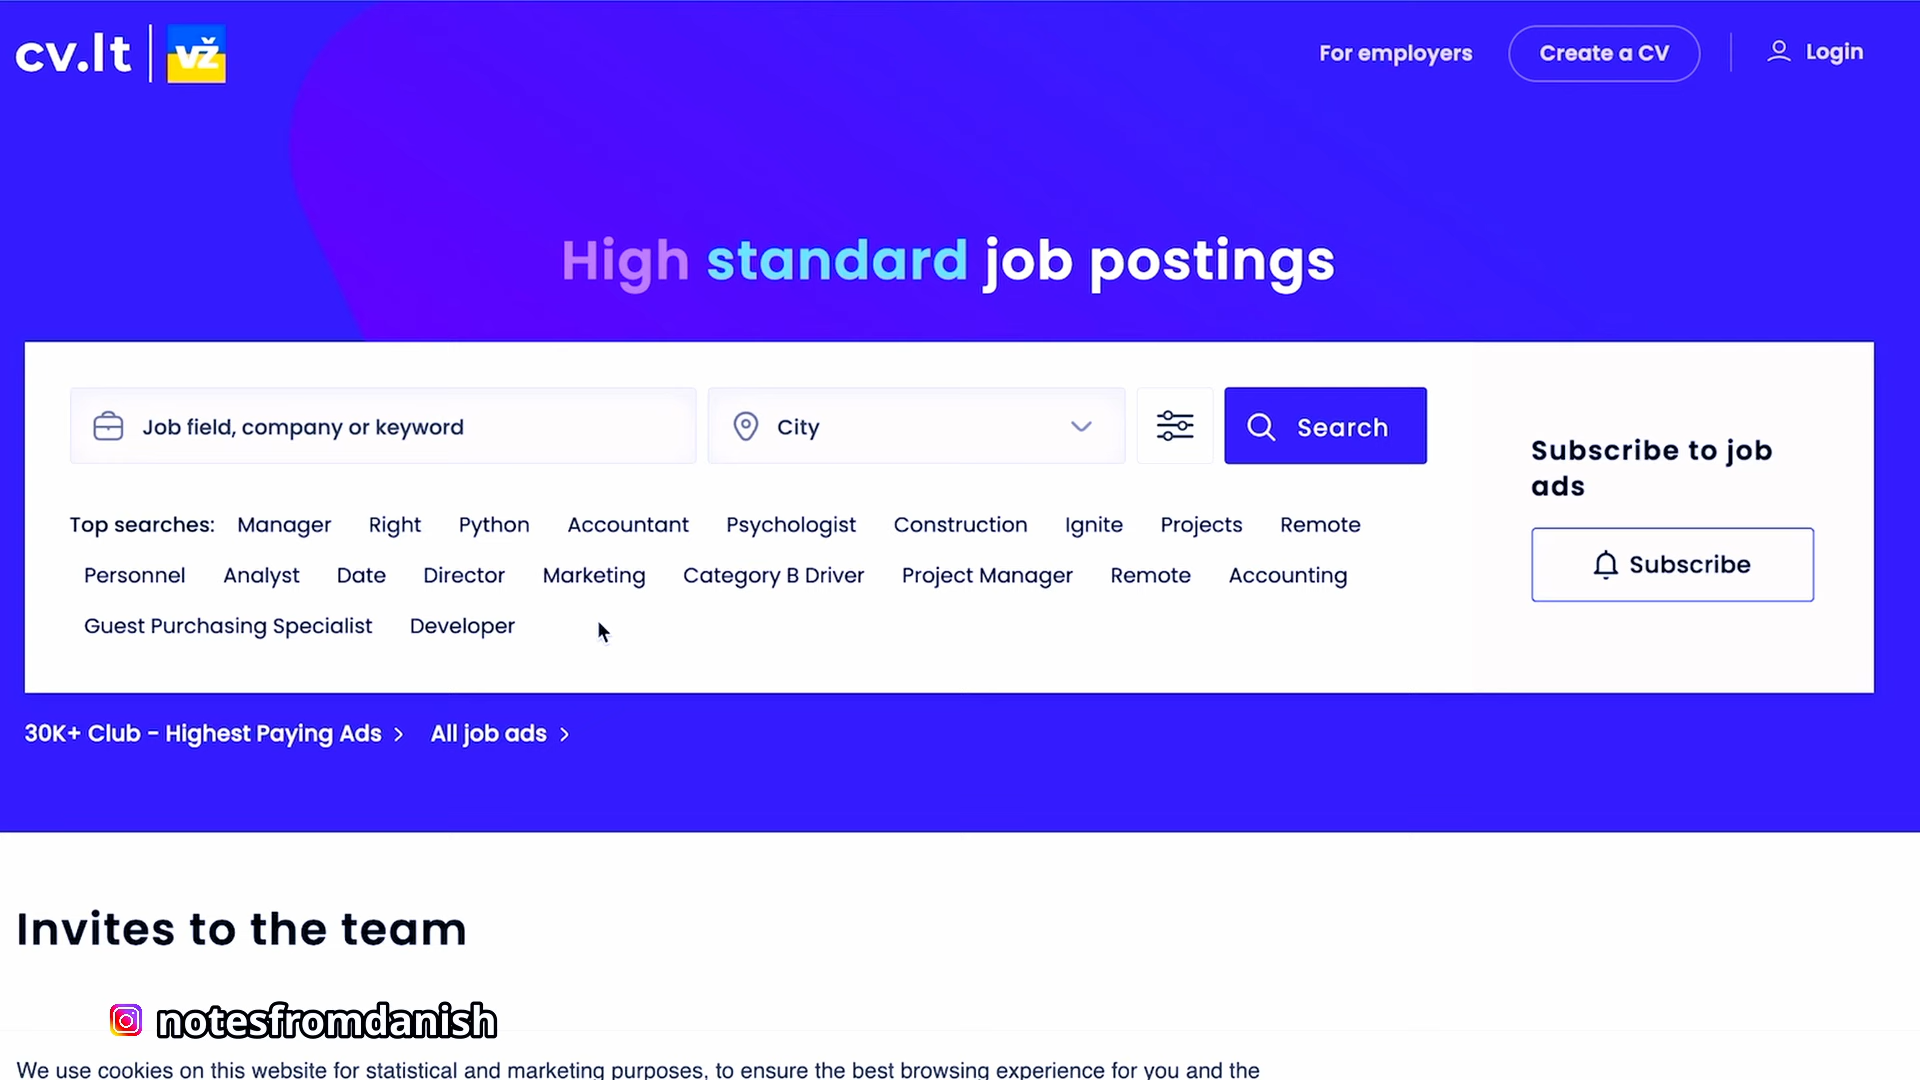 cv.lt vž For employers Create a CV Login
High standard job postings
Job field, company or keyword City Search
Subscribe to job
ads
Subscribe
Top searches: Manager Right Python Accountant Psychologist Construction Ignite Projects Remote
Personnel Analyst Date Director Marketing Category B Driver Project Manager Remote Accounting
Guest Purchasing Specialist Developer
30K+ Club - Highest Paying Ads All job ads
Invites to the team
notesfromdanish
We use cookies on this website for statistical and marketing purposes, to ensure the best browsing experience for you and the